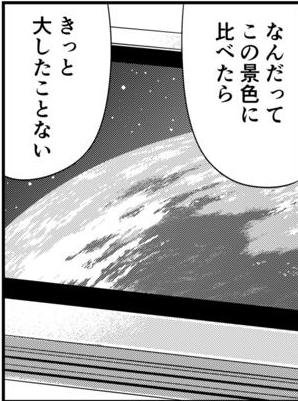 なんだって
この景色に
比べたら
きっと
大したことない